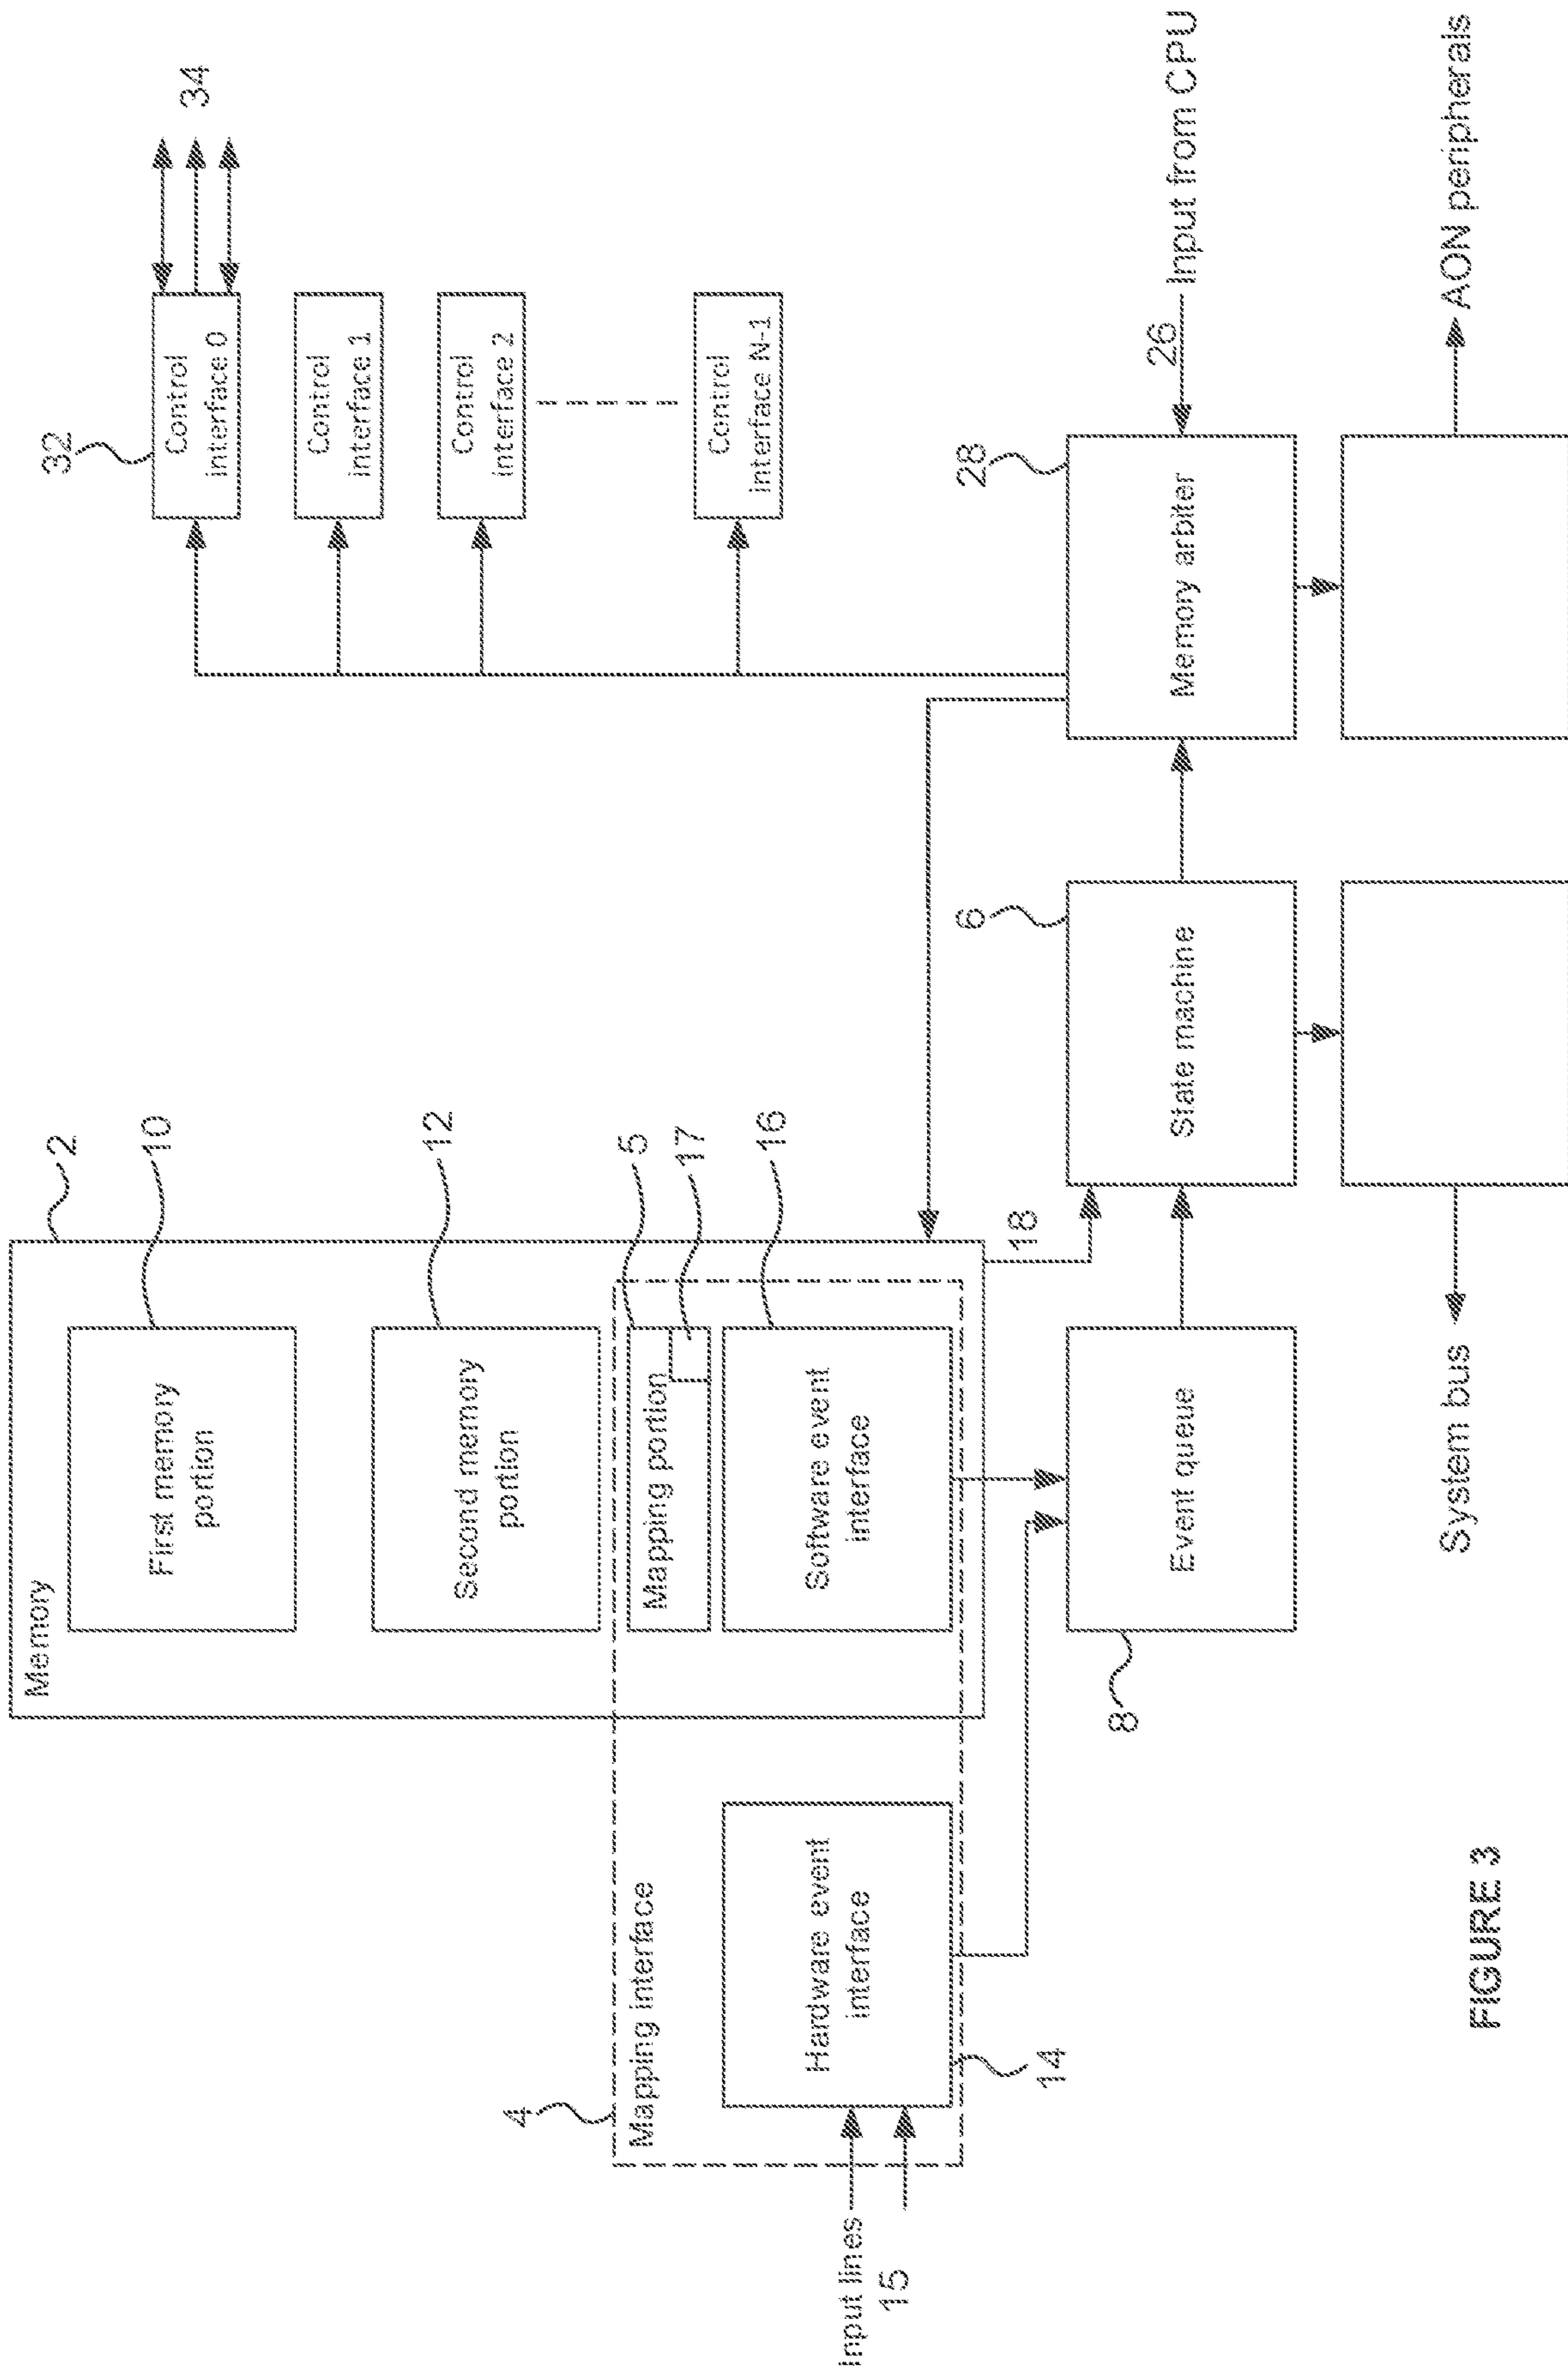 Memory
2
First memory
portion
10
Second memory
portion
12
Mapping interface
4
Mapping portion
5
17
Software event
interface
16
Hardware event
interface
14
Input lines
15
18
Event queue
8
State machine
6
Memory arbiter
28
26
Input from CPU
32
Control
interface 0
34
Control
interface 1
Control
interface 2
Control
interface N-1
System bus
AON peripherals
FIGURE 3